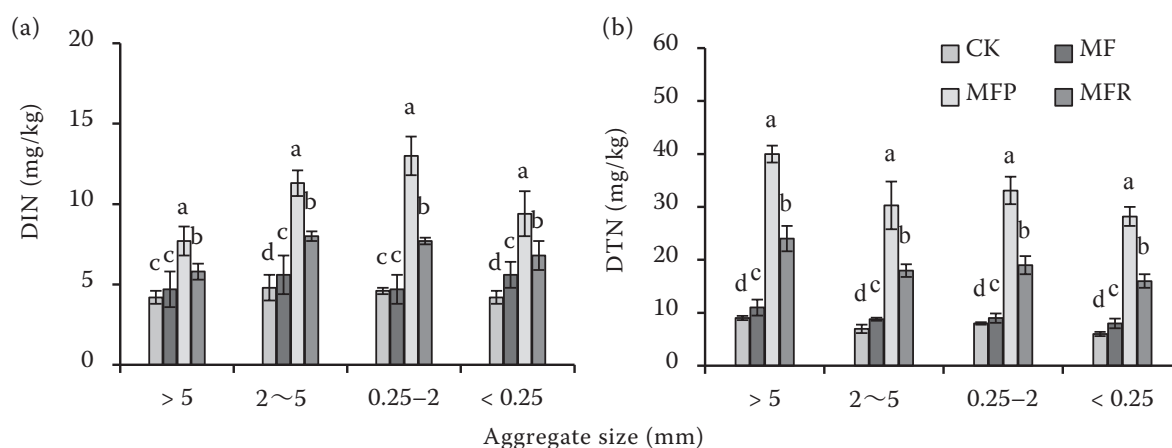 (a)
20
15
10
5
0
DIN (mg/kg)
c c a b
d c a b
c c a b
d c a b
> 5 2~5 0.25–2 < 0.25
(b)
60
50
40
30
20
10
0
DTN (mg/kg)
CK MF
MFP MFR
d c a b
d c a b
d c a b
d c a b
> 5 2~5 0.25–2 < 0.25
Aggregate size (mm)